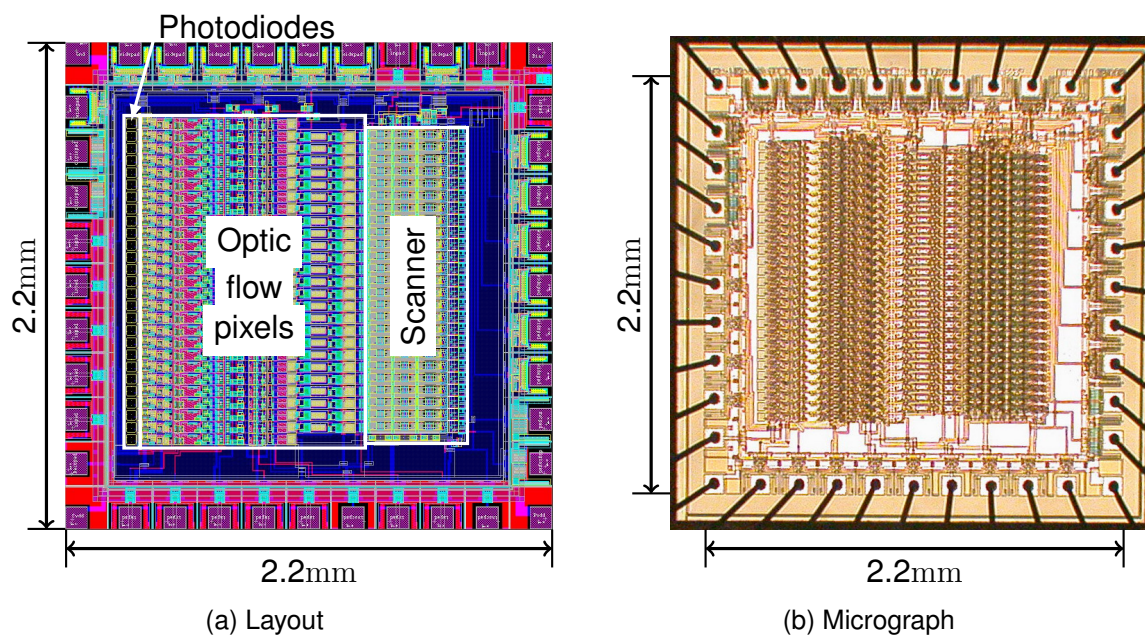 Photodiodes
2.2mm
Optic
flow
pixels
Scanner
2.2mm
(a) Layout
2.2mm
2.2mm
(b) Micrograph